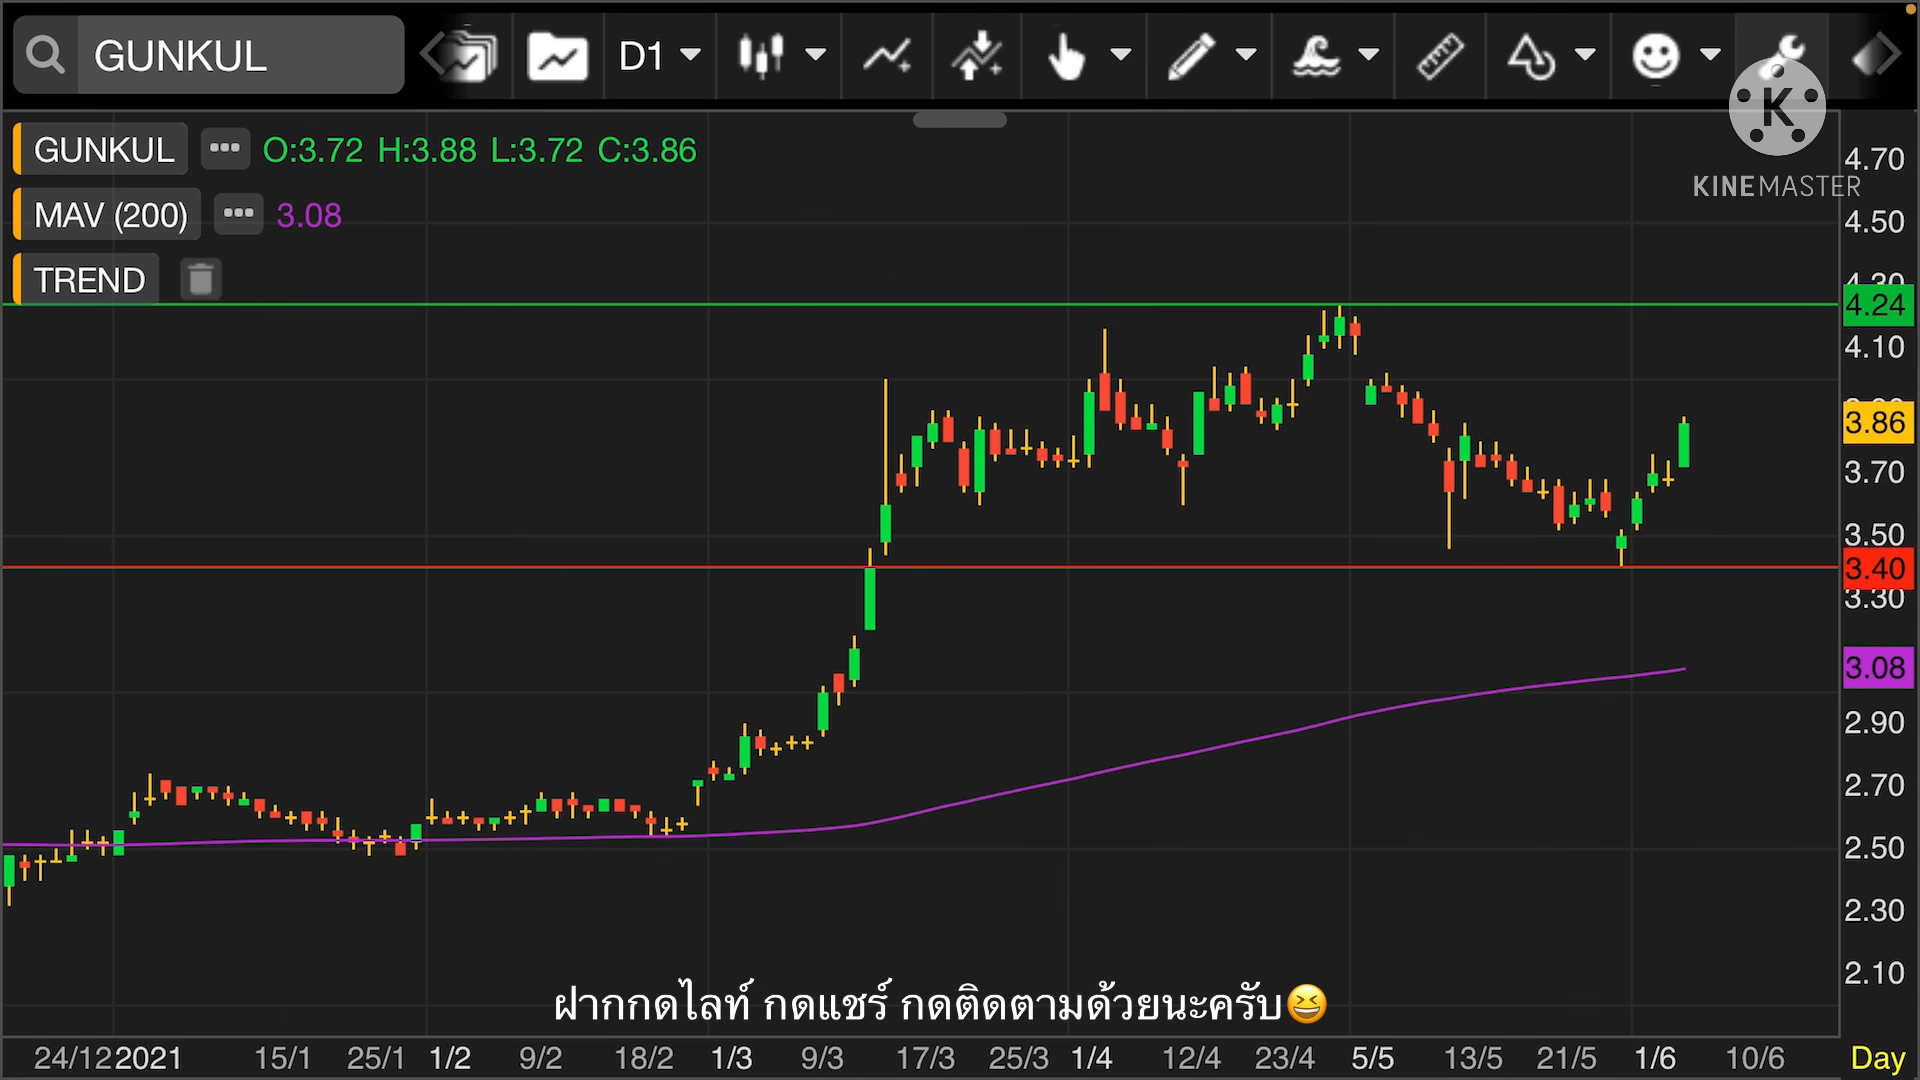 GUNKUL
D1
GUNKUL ••• O:3.72 H:3.88 L:3.72 C:3.86
MAV (200) ••• 3.08
TREND
K
KINEMASTER
4.70
4.50
4.30
4.24
4.10
3.86
3.70
3.50
3.40
3.30
3.08
2.90
2.70
2.50
2.30
2.10
ฝากกดไลท์ กดแชร์ กดติดตามด้วยนะครับ😆
24/12 2021 15/1 25/1 1/2 9/2 18/2 1/3 9/3 17/3 25/3 1/4 12/4 23/4 5/5 13/5 21/5 1/6 10/6 Day